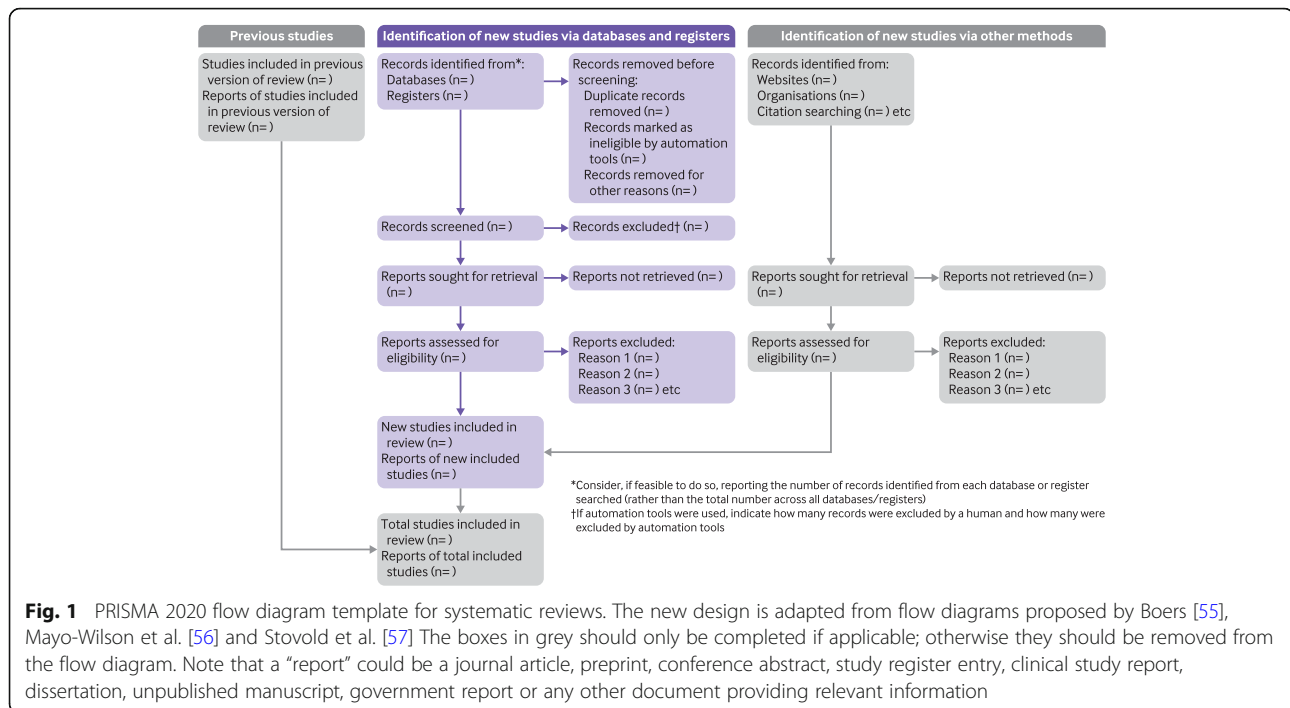 Previous studies
Studies included in previous
version of review (n=)
Reports of studies included
in previous version of
review (n=)
Identification of new studies via databases and registers
Records identified from*:
Databases (n=)
Registers (n=)
Records removed before
screening:
Duplicate records
removed (n=)
Records marked as
ineligible by automation
tools (n=)
Records removed for
other reasons (n=)
Records screened (n=)
Records excluded† (n=)
Reports sought for retrieval
(n=)
Reports not retrieved (n=)
Reports assessed for
eligibility (n=)
Reports excluded:
Reason 1 (n=)
Reason 2 (n=)
Reason 3 (n=) etc
New studies included in
review (n=)
Reports of new included
studies (n=)
Total studies included in
review (n=)
Reports of total included
studies (n=)
Identification of new studies via other methods
Records identified from:
Websites (n=)
Organisations (n=)
Citation searching (n=) etc
Reports sought for retrieval
(n=)
Reports not retrieved (n=)
Reports assessed for
eligibility (n=)
Reports excluded:
Reason 1 (n=)
Reason 2 (n=)
Reason 3 (n=) etc
*Consider, if feasible to do so, reporting the number of records identified from each database or register
searched (rather than the total number across all databases/registers)
†If automation tools were used, indicate how many records were excluded by a human and how many were
excluded by automation tools
Fig. 1 PRISMA 2020 flow diagram template for systematic reviews. The new design is adapted from flow diagrams proposed by Boers [55],
Mayo-Wilson et al. [56] and Stovold et al. [57] The boxes in grey should only be completed if applicable; otherwise they should be removed from
the flow diagram. Note that a “report” could be a journal article, preprint, conference abstract, study register entry, clinical study report,
dissertation, unpublished manuscript, government report or any other document providing relevant information